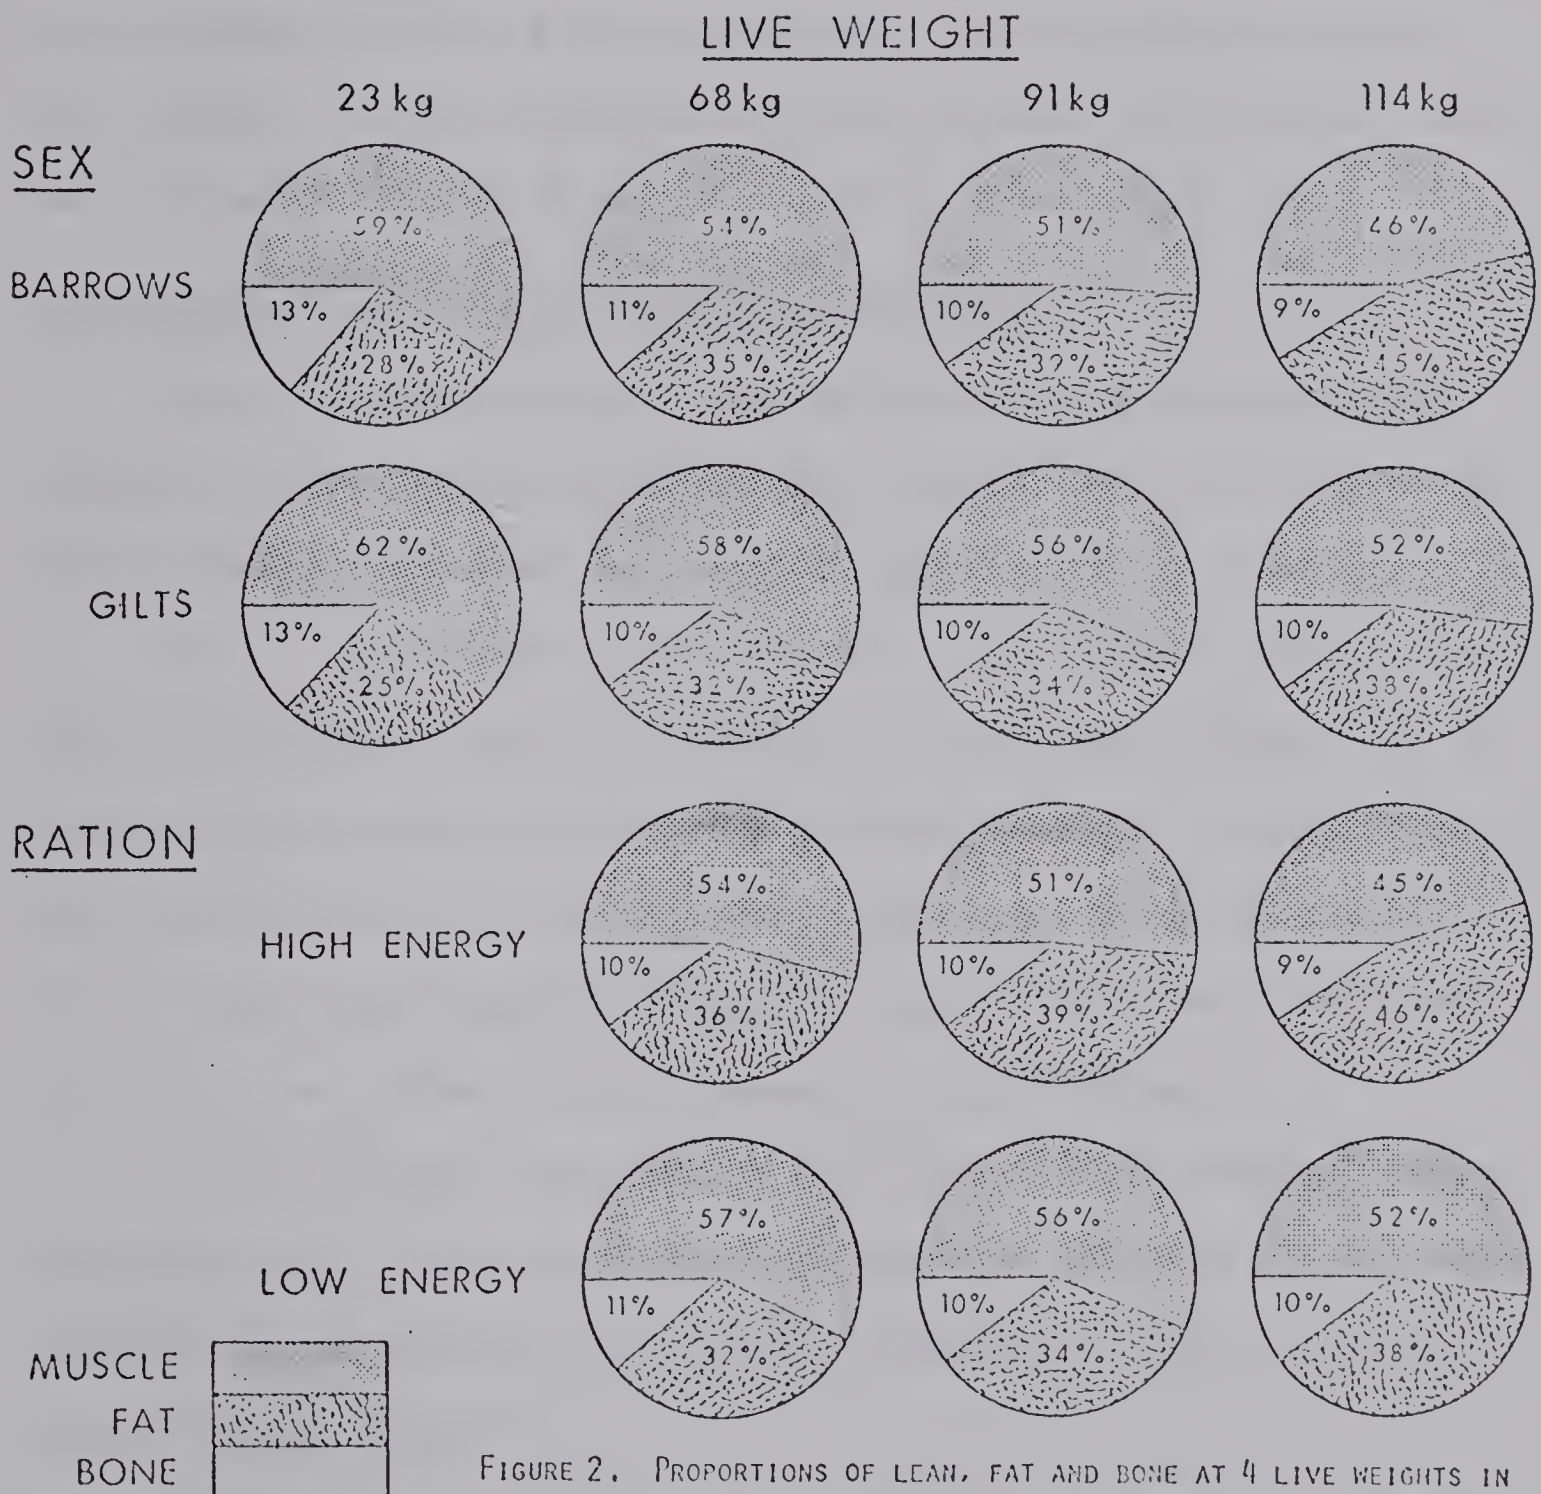 LIVE WEIGHT
23 kg 68 kg 91 kg 114 kg
SEX
59% 54% 51% 46%
BARROWS
13% 11% 10% 9%
28% 35% 39% 45%
62% 58% 56% 52%
GILTS
13% 10% 10% 10%
25% 32% 34% 38%
RATION
54% 51% 45%
HIGH ENERGY
10% 10% 9%
36% 39% 46%
57% 56% 52%
LOW ENERGY
11% 10% 10%
32% 34% 38%
MUSCLE
FAT
BONE
FIGURE 2. PROPORTIONS OF LEAN, FAT AND BONE AT 4 LIVE WEIGHTS IN